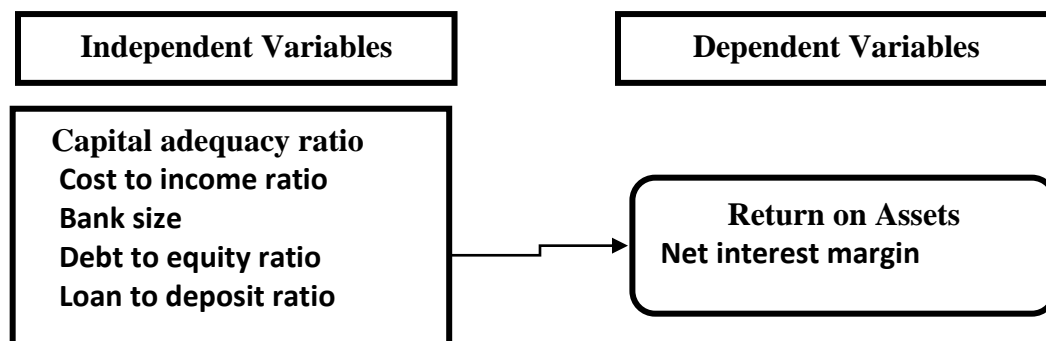 Independent Variables
Dependent Variables
Capital adequacy ratio
Cost to income ratio
Bank size
Debt to equity ratio
Loan to deposit ratio
Return on Assets
Net interest margin